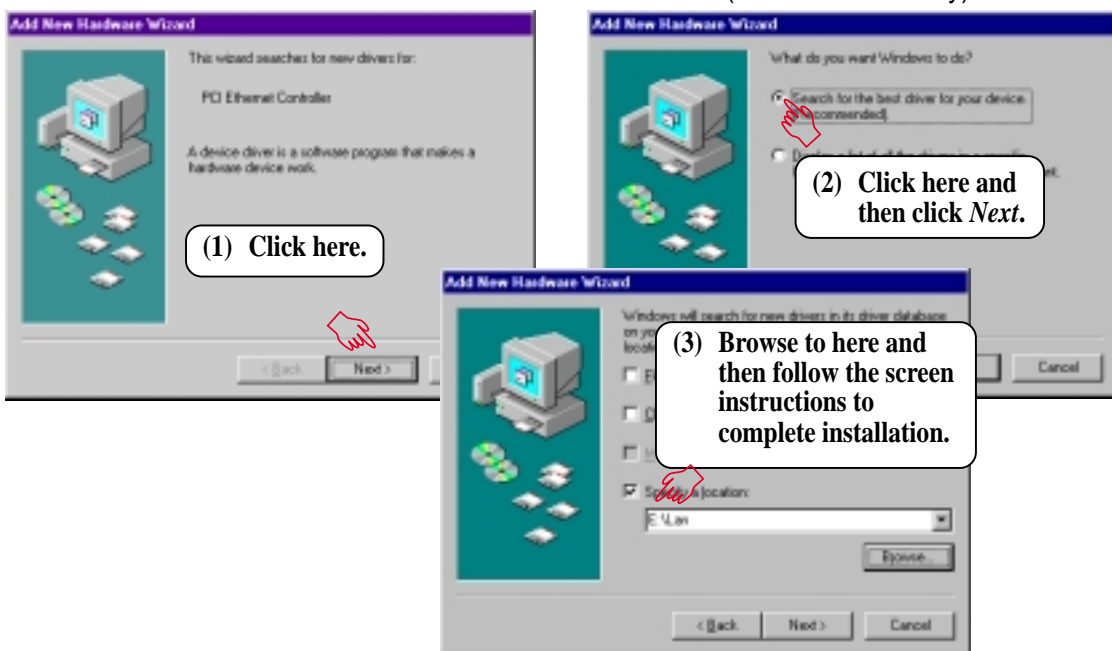 Add New Hardware Wizard
This wizard searches for new drivers for:
PCI Ethernet Controller
A device driver is a software program that makes a
hardware device work.
(1) Click here.
< Back
Next >
Add New Hardware Wizard
What do you want Windows to do?
Search for the best driver for your device.
(Recommended).
(2) Click here and
then click Next.
Cancel
Add New Hardware Wizard
Windows will search for new drivers in its driver database
on
(3) Browse to here and
then follow the screen
instructions to
complete installation.
Specify a location:
E:\Lan
Browse...
< Back
Next >
Cancel